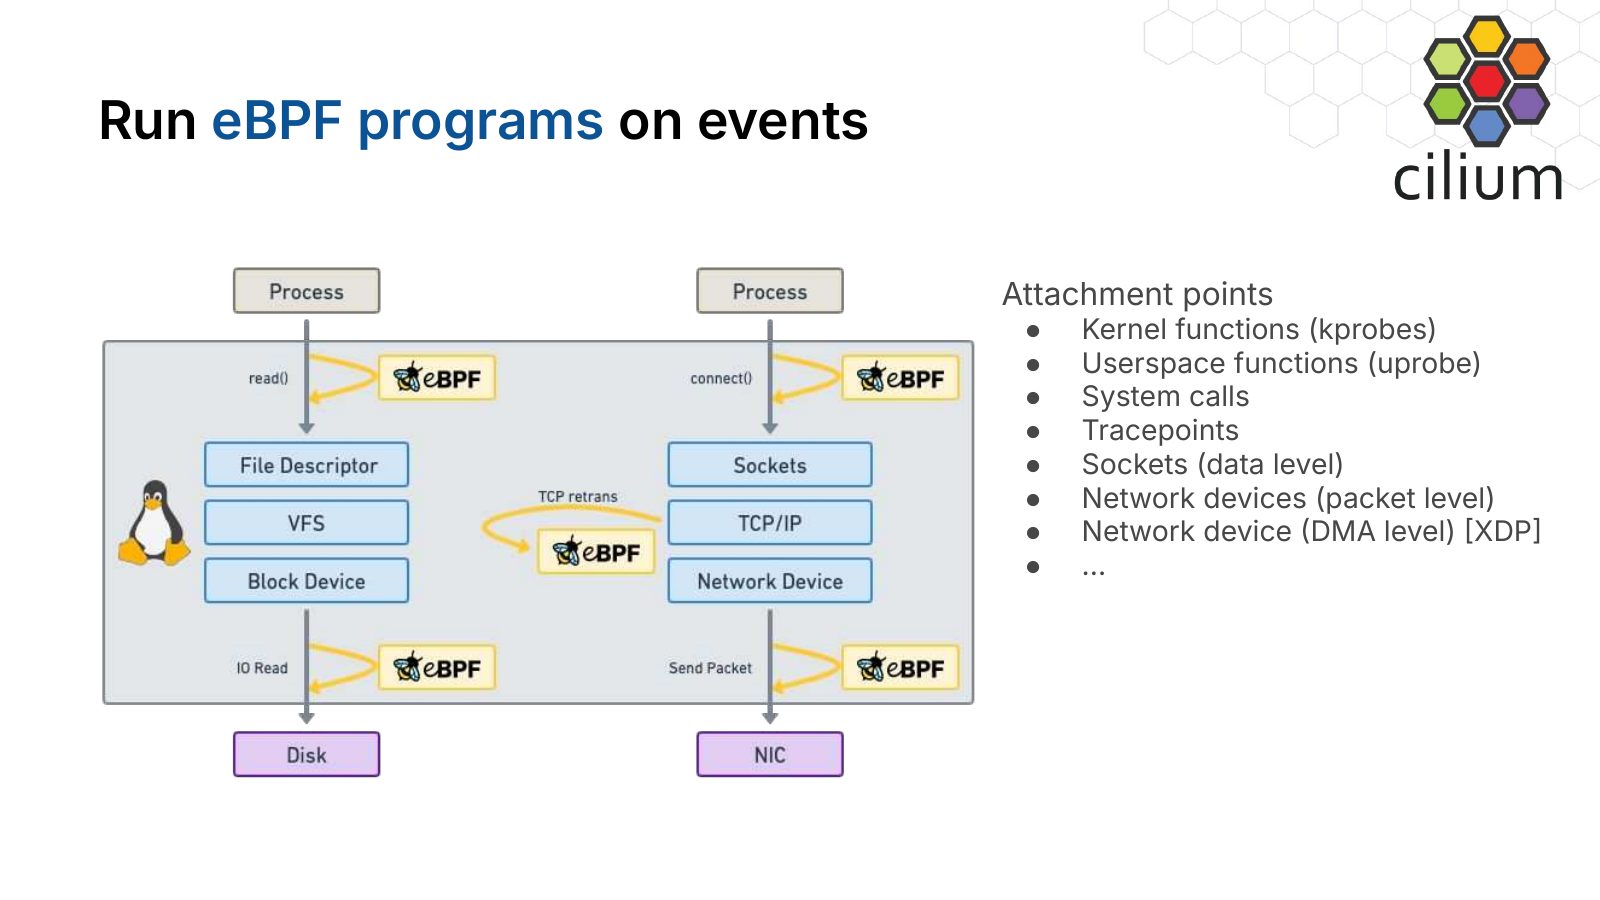 Run eBPF programs on events
cilium
Process
read()
eBPF
File Descriptor
VFS
Block Device
IO Read
eBPF
Disk
Process
connect()
eBPF
Sockets
TCP retrans
TCP/IP
eBPF
Network Device
Send Packet
eBPF
NIC
Attachment points
● Kernel functions (kprobes)
● Userspace functions (uprobe)
● System calls
● Tracepoints
● Sockets (data level)
● Network devices (packet level)
● Network device (DMA level) [XDP]
● ...